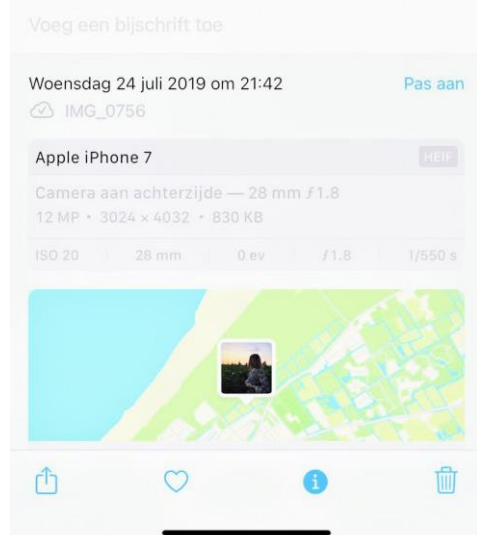 Voeg een bijschrift toe
Woensdag 24 juli 2019 om 21:42 Pas aan
IMG_0756
Apple iPhone 7 HEIF
Camera aan achterzijde — 28 mm ƒ1.8
12 MP • 3024 × 4032 • 830 KB
ISO 20 28 mm 0 ev ƒ1.8 1/550 s